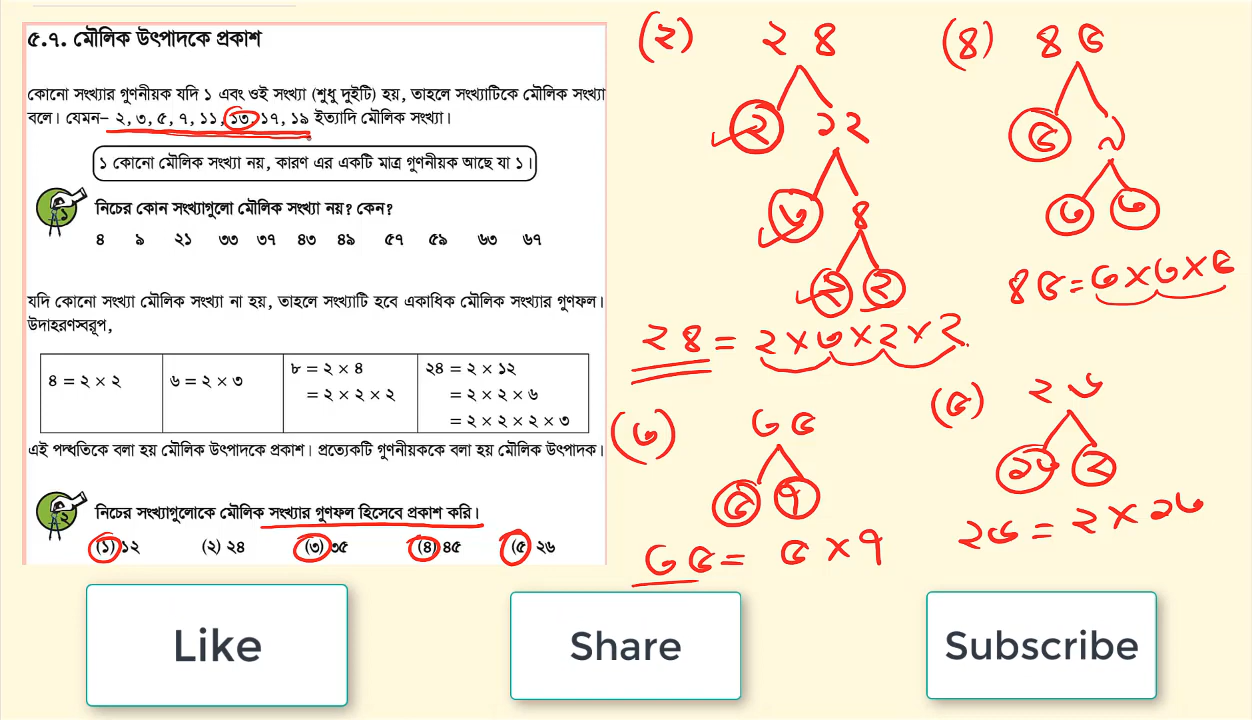 ৫.৭. মৌলিক উৎপাদকে প্রকাশ
কোনো সংখ্যার গুণনীয়ক যদি ১ এবং ওই সংখ্যা (শুধু দুইটি) হয়, তাহলে সংখ্যাটিকে মৌলিক সংখ্যা
বলে। যেমন– ২, ৩, ৫, ৭, ১১, ১৩, ১৭, ১৯ ইত্যাদি মৌলিক সংখ্যা।
১ কোনো মৌলিক সংখ্যা নয়, কারণ এর একটি মাত্র গুণনীয়ক আছে যা ১।
১
নিচের কোন সংখ্যাগুলো মৌলিক সংখ্যা নয়? কেন?
৪ ৯ ২১ ৩৩ ৩৭ ৪৩ ৪৯ ৫৭ ৫৯ ৬৩ ৬৭
যদি কোনো সংখ্যা মৌলিক সংখ্যা না হয়, তাহলে সংখ্যাটি হবে একাধিক মৌলিক সংখ্যার গুণফল।
উদাহরণস্বরূপ,
৪ = ২ × ২
৬ = ২ × ৩
৮ = ২ × ৪
= ২ × ২ × ২
২৪ = ২ × ১২
= ২ × ২ × ৬
= ২ × ২ × ২ × ৩
এই পদ্ধতিকে বলা হয় মৌলিক উৎপাদকে প্রকাশ। প্রত্যেকটি গুণনীয়ককে বলা হয় মৌলিক উৎপাদক।
২
নিচের সংখ্যাগুলোকে মৌলিক সংখ্যার গুণফল হিসেবে প্রকাশ করি।
(১) ১২ (২) ২৪ (৩) ৩৫ (৪) ৪৫ (৫) ২৬
(২) ২৪
২ ১২
৩ ৪
২ ২
২৪ = ২ × ৩ × ২ × ২
(৩) ৩৫
৫ ৭
৩৫ = ৫ × ৭
(৪) ৪৫
৫ ৯
৩ ৩
৪৫ = ৩ × ৩ × ৫
(৫) ২৬
১৩ ২
২৬ = ২ × ১৩
Like
Share
Subscribe